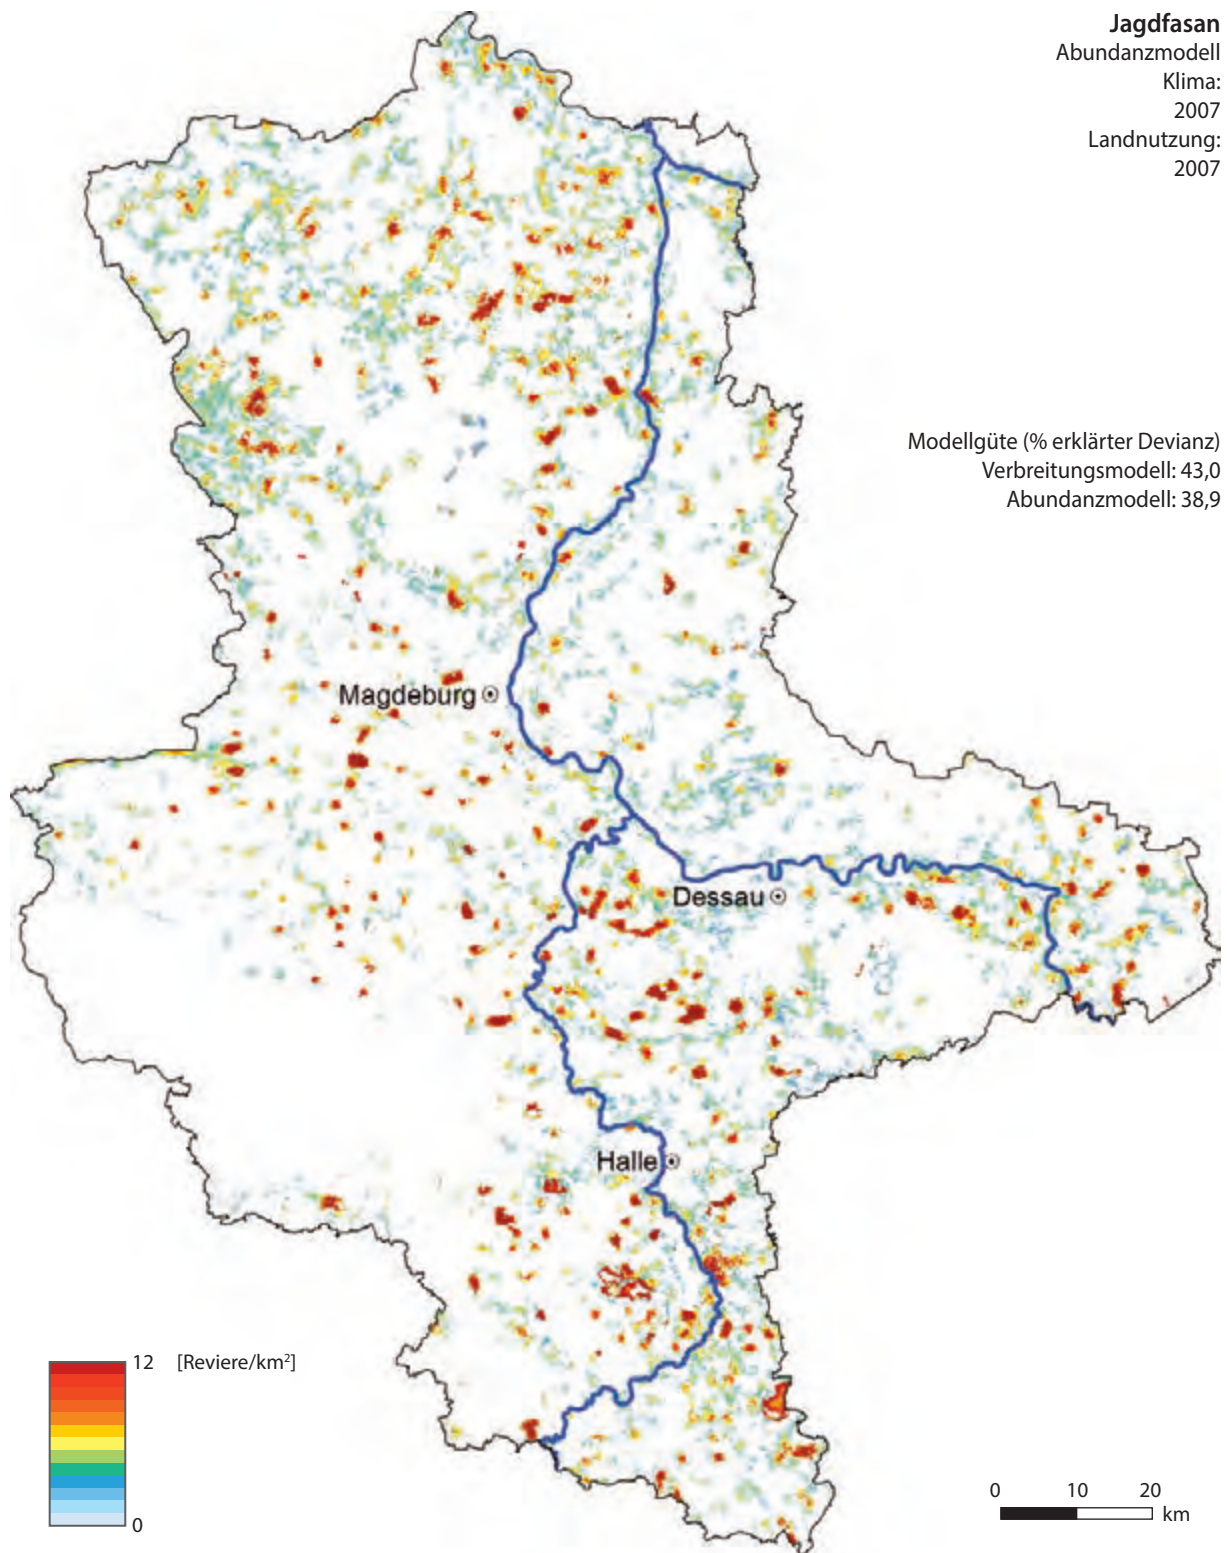 Jagdfasan
Abundanzmodell
Klima:
2007
Landnutzung:
2007
Modellgüte (% erklärter Devianz)
Verbreitungsmodell: 43,0
Abundanzmodell: 38,9
Magdeburg
Dessau
Halle
12 [Reviere/km²]
0
0 10 20
km